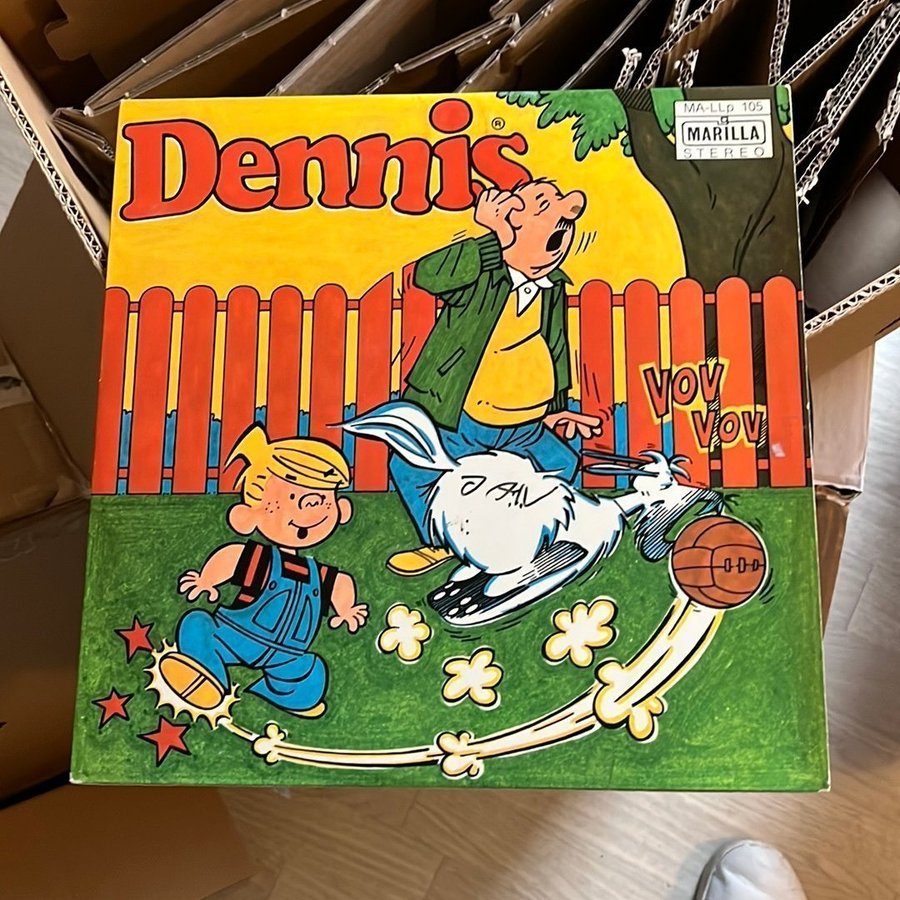 Dennis®
MA-LLp 105
MARILLA
STEREO
VOV
VOV